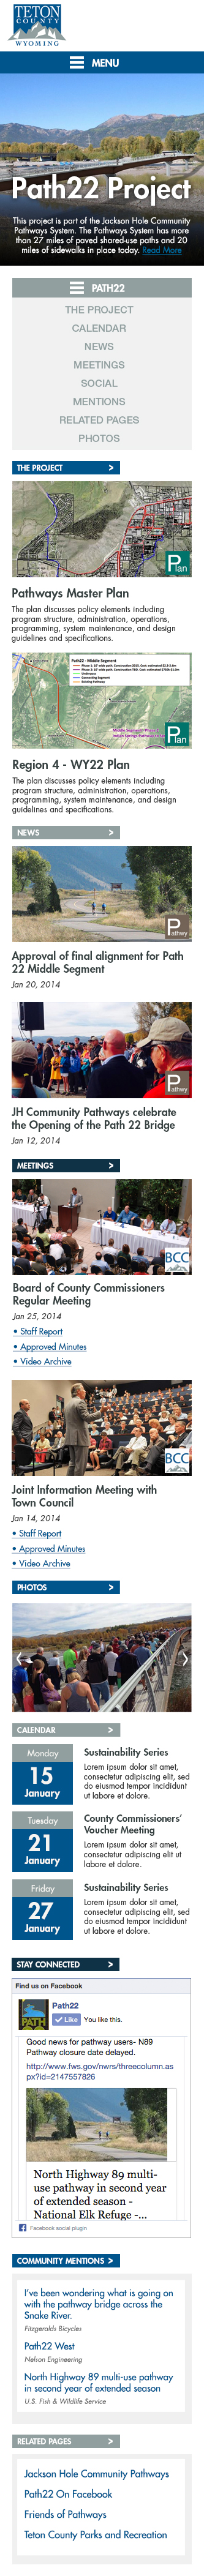 TETON
COUNTY
WYOMING
MENU
Path22 Project
This project is part of the Jackson Hole Community
Pathways System. The Pathways System has more
than 27 miles of paved shared-use paths and 20
miles of sidewalks in place today. Read More
PATH22
THE PROJECT
CALENDAR
NEWS
MEETINGS
SOCIAL
MENTIONS
RELATED PAGES
PHOTOS
THE PROJECT >
Plan
Pathways Master Plan
The plan discusses policy elements including
program structure, administration, operations,
programming, system maintenance, and design
guidelines and specifications.
Path22 - Middle Segment
Plan
Region 4 - WY22 Plan
The plan discusses policy elements including
program structure, administration, operations,
programming, system maintenance, and design
guidelines and specifications.
NEWS >
Pathwy
Approval of final alignment for Path
22 Middle Segment
Jan 20, 2014
Pathwy
JH Community Pathways celebrate
the Opening of the Path 22 Bridge
Jan 12, 2014
MEETINGS >
BCC
Board of County Commissioners
Regular Meeting
Jan 25, 2014
• Staff Report
• Approved Minutes
• Video Archive
BCC
Joint Information Meeting with
Town Council
Jan 14, 2014
• Staff Report
• Approved Minutes
• Video Archive
PHOTOS >
CALENDAR >
Monday
15
January
Sustainability Series
Lorem ipsum dolor sit amet,
consectetur adipisicing elit, sed
do eiusmod tempor incididunt
ut labore et dolore.
Tuesday
21
January
County Commissioners'
Voucher Meeting
Lorem ipsum dolor sit amet,
consectetur adipisicing elit ut
labore et dolore.
Friday
27
January
Sustainability Series
Lorem ipsum dolor sit amet,
consectetur adipisicing elit, sed
do eiusmod tempor incididunt
ut labore et dolore.
STAY CONNECTED >
Find us on Facebook
PATH
Path22
Like You like this.
Good news for pathway users- N89
Pathway closure date delayed.
http://www.fws.gov/nwrs/threecolumn.as
px?id=2147557826
North Highway 89 multi-
use pathway in second year
of extended season -
National Elk Refuge -...
Facebook social plugin
COMMUNITY MENTIONS >
I've been wondering what is going on
with the pathway bridge across the
Snake River.
Fitzgeralds Bicycles
Path22 West
Nelson Engineering
North Highway 89 multi-use pathway
in second year of extended season
U.S. Fish & Wildlife Service
RELATED PAGES >
Jackson Hole Community Pathways
Path22 On Facebook
Friends of Pathways
Teton County Parks and Recreation